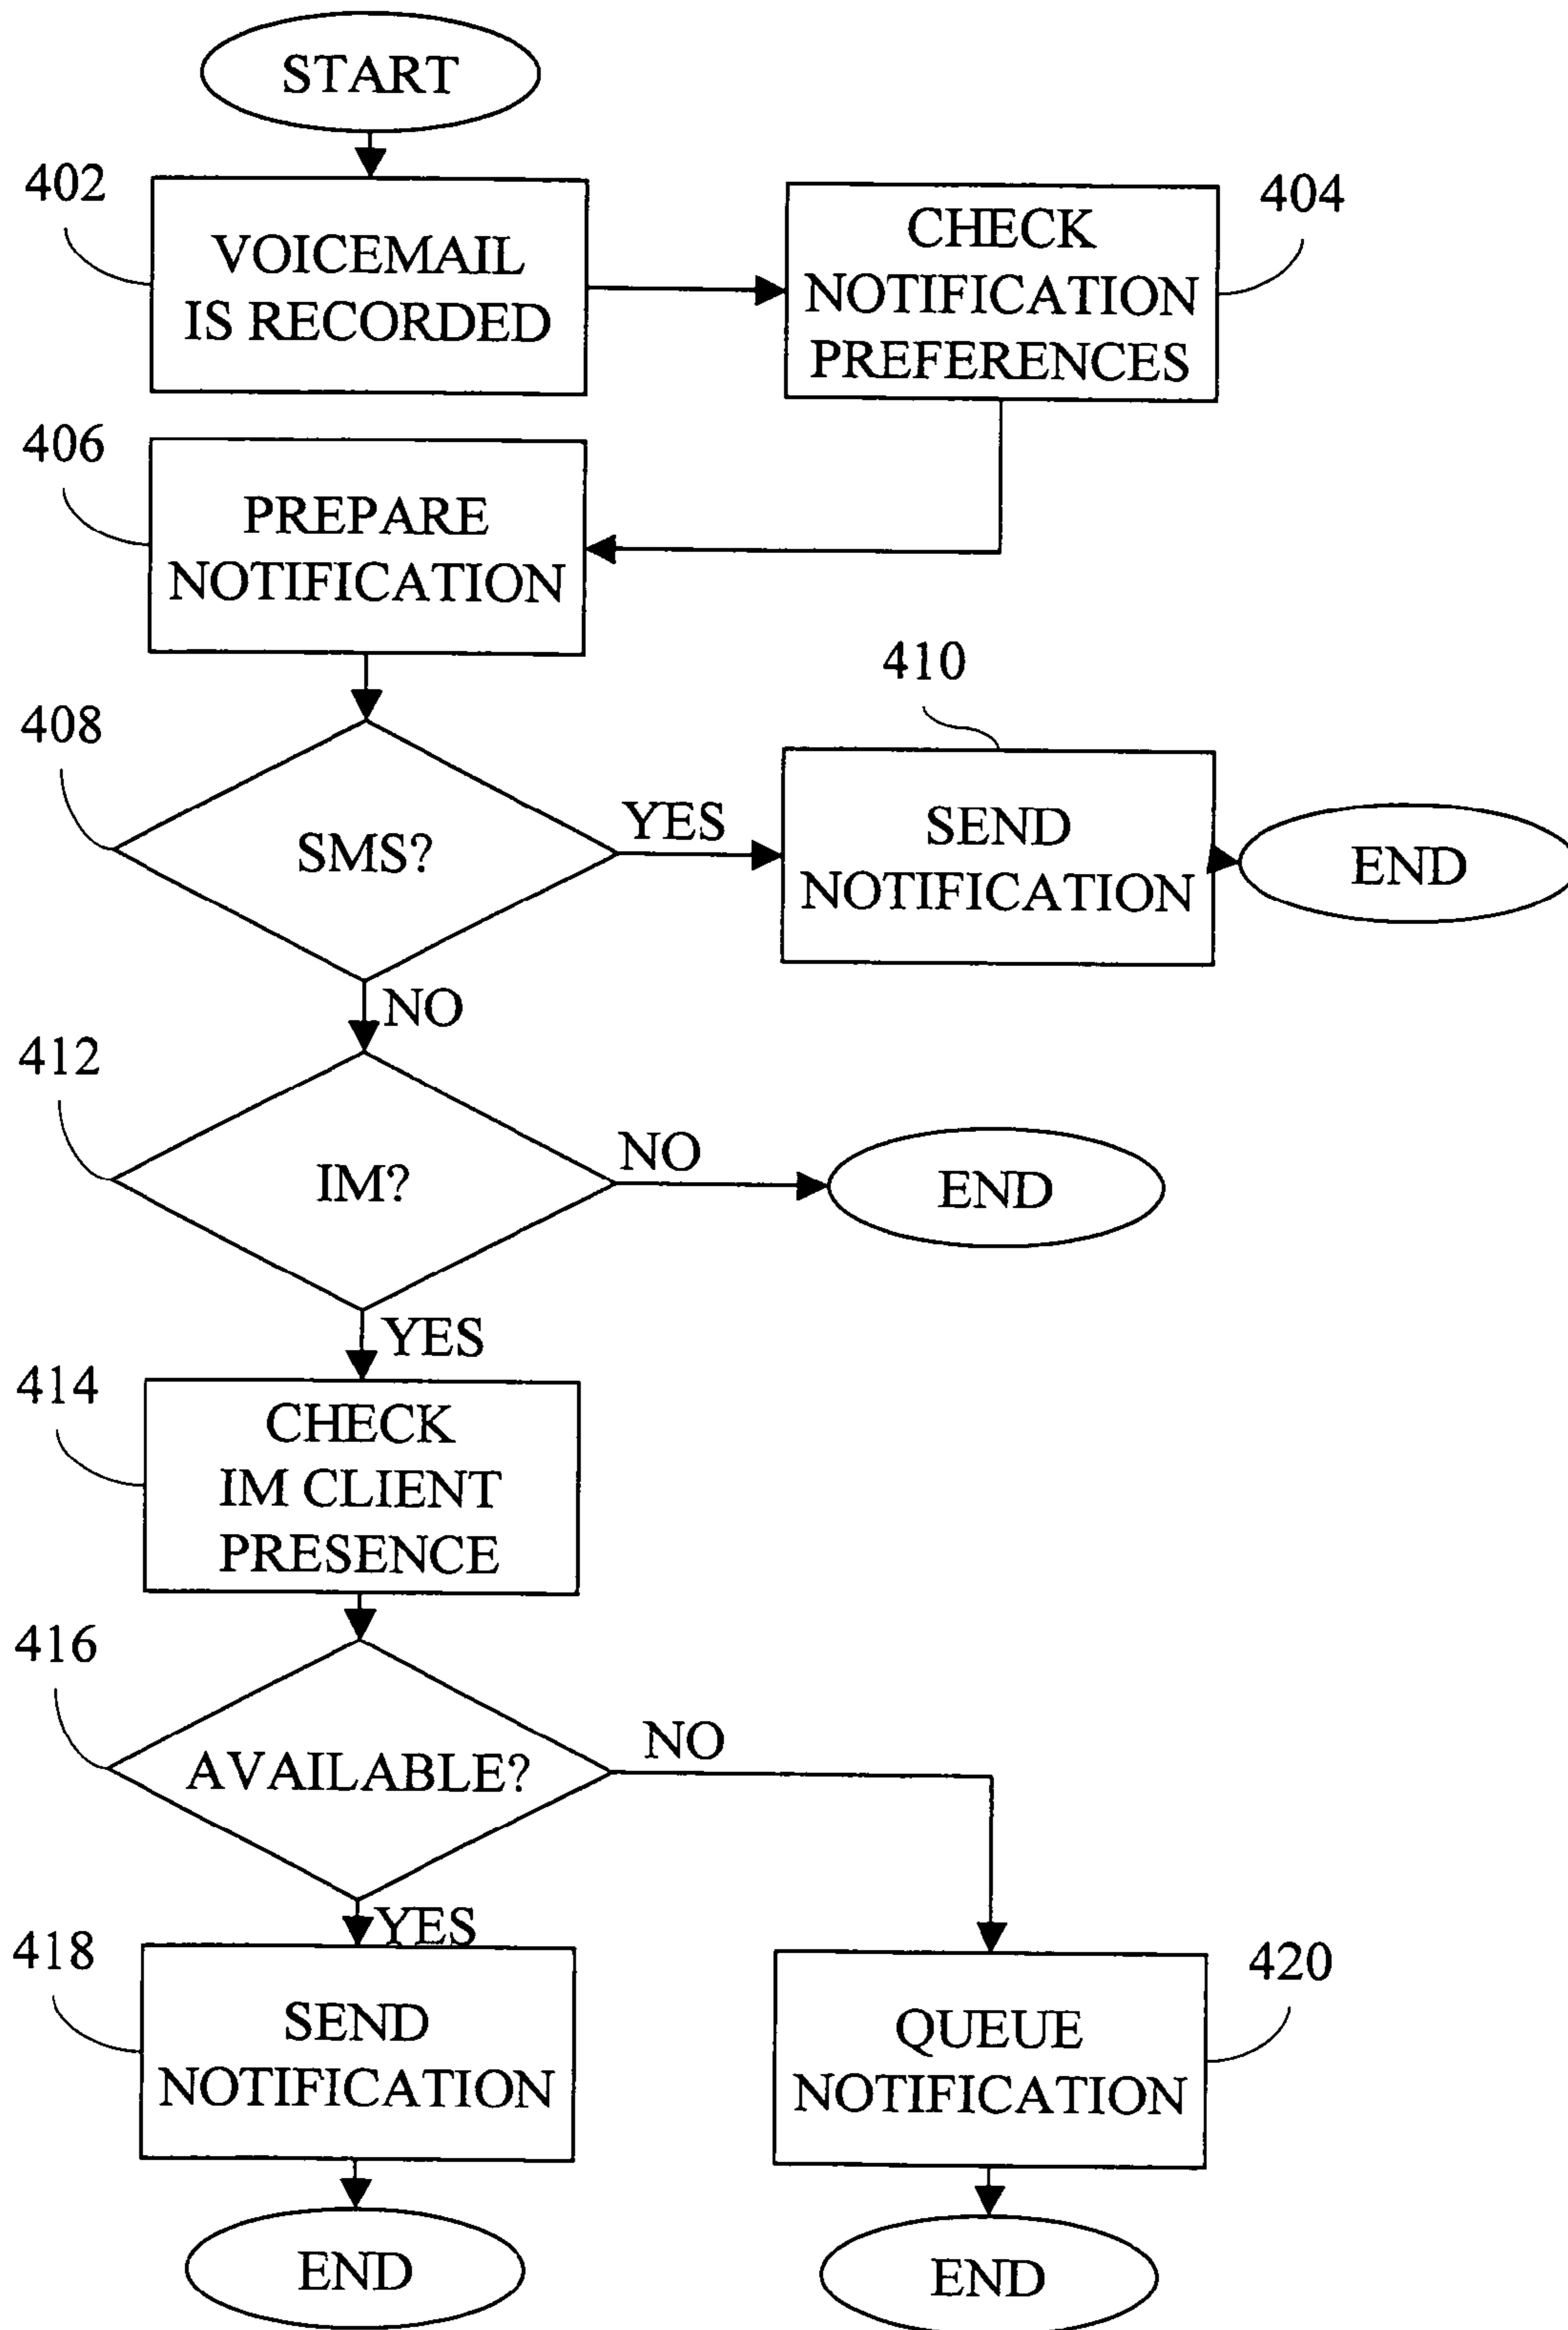 START
402
VOICEMAIL
IS RECORDED
404
CHECK
NOTIFICATION
PREFERENCES
406
PREPARE
NOTIFICATION
408
SMS?
YES
410
SEND
NOTIFICATION
END
NO
412
IM?
NO
END
YES
414
CHECK
IM CLIENT
PRESENCE
416
AVAILABLE?
NO
YES
418
SEND
NOTIFICATION
420
QUEUE
NOTIFICATION
END
END